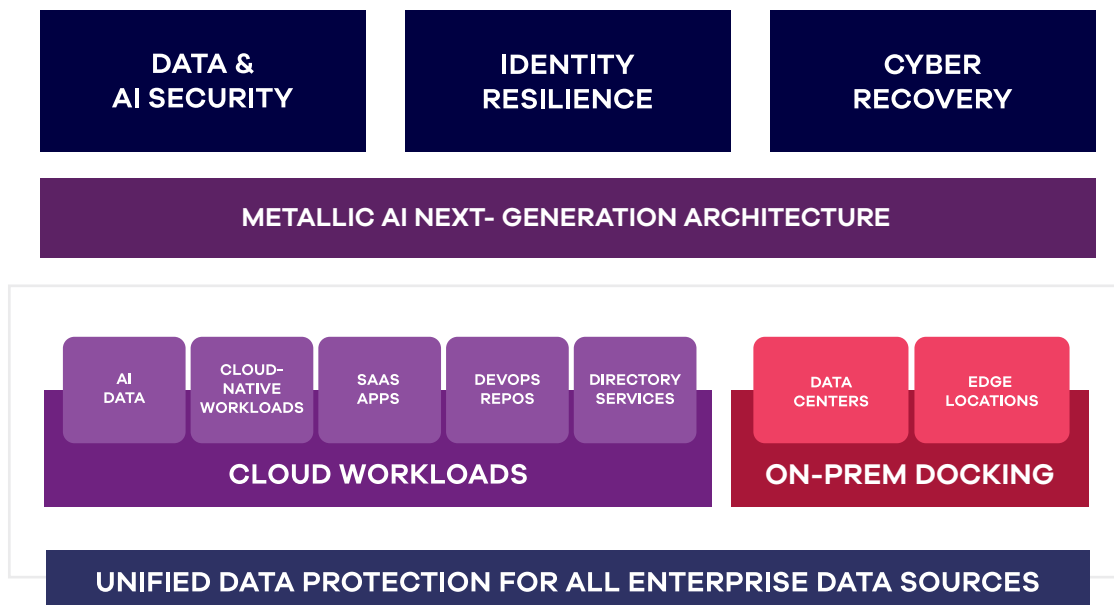 DATA &
AI SECURITY
IDENTITY
RESILIENCE
CYBER
RECOVERY
METALLIC AI NEXT- GENERATION ARCHITECTURE
AI
DATA
CLOUD-
NATIVE
WORKLOADS
SAAS
APPS
DEVOPS
REPOS
DIRECTORY
SERVICES
CLOUD WORKLOADS
DATA
CENTERS
EDGE
LOCATIONS
ON-PREM DOCKING
UNIFIED DATA PROTECTION FOR ALL ENTERPRISE DATA SOURCES